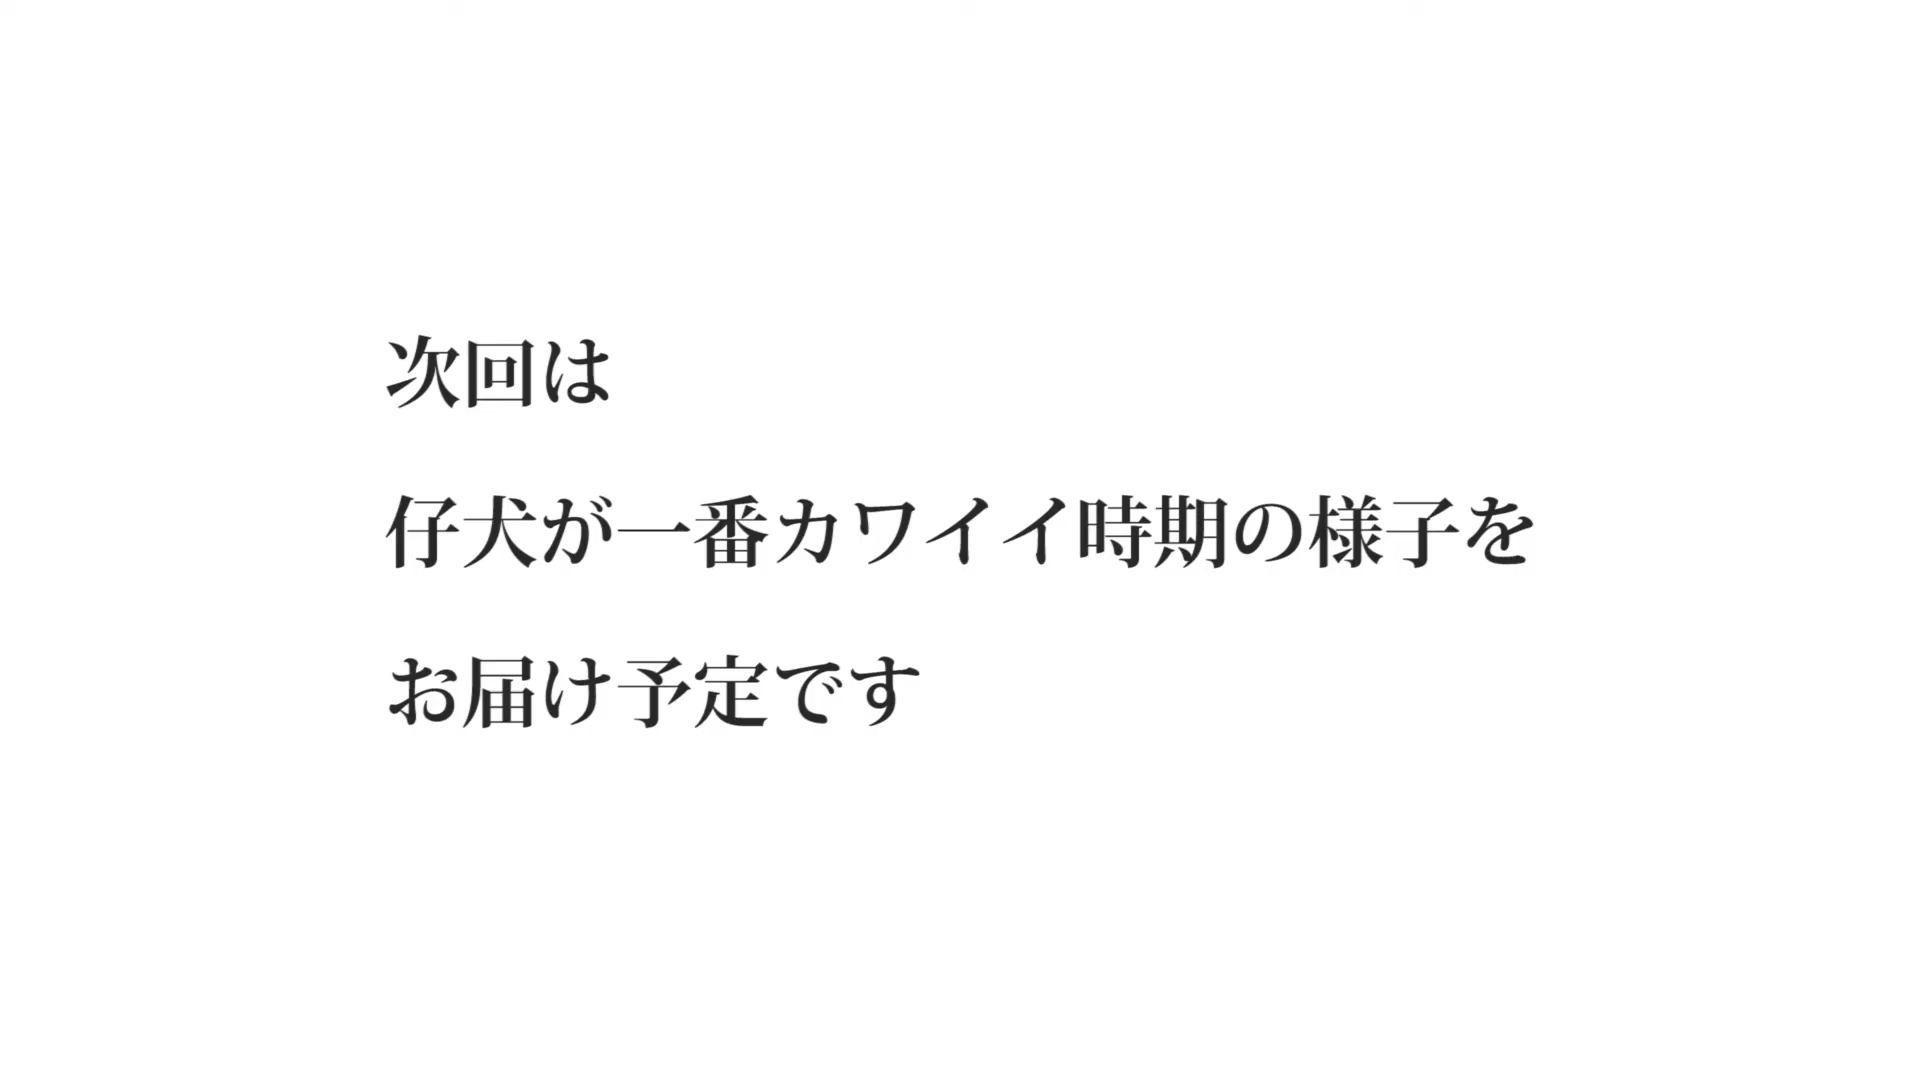 次回は
仔犬が一番カワイイ時期の様子を
お届け予定です